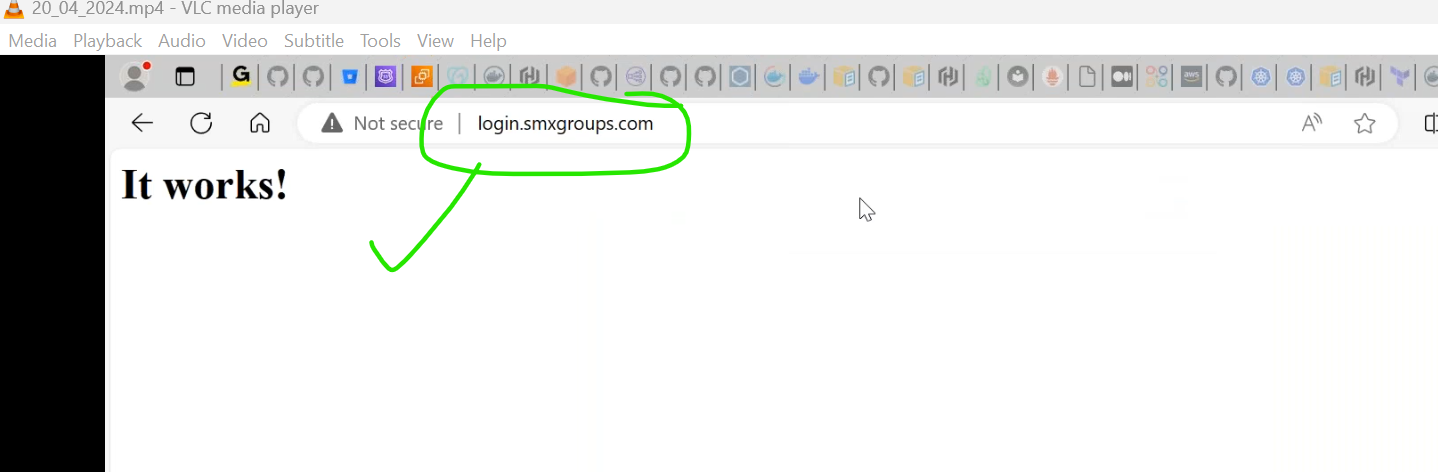 20_04_2024.mp4 - VLC media player
Media Playback Audio Video Subtitle Tools View Help
Not secure | login.smxgroups.com
It works!